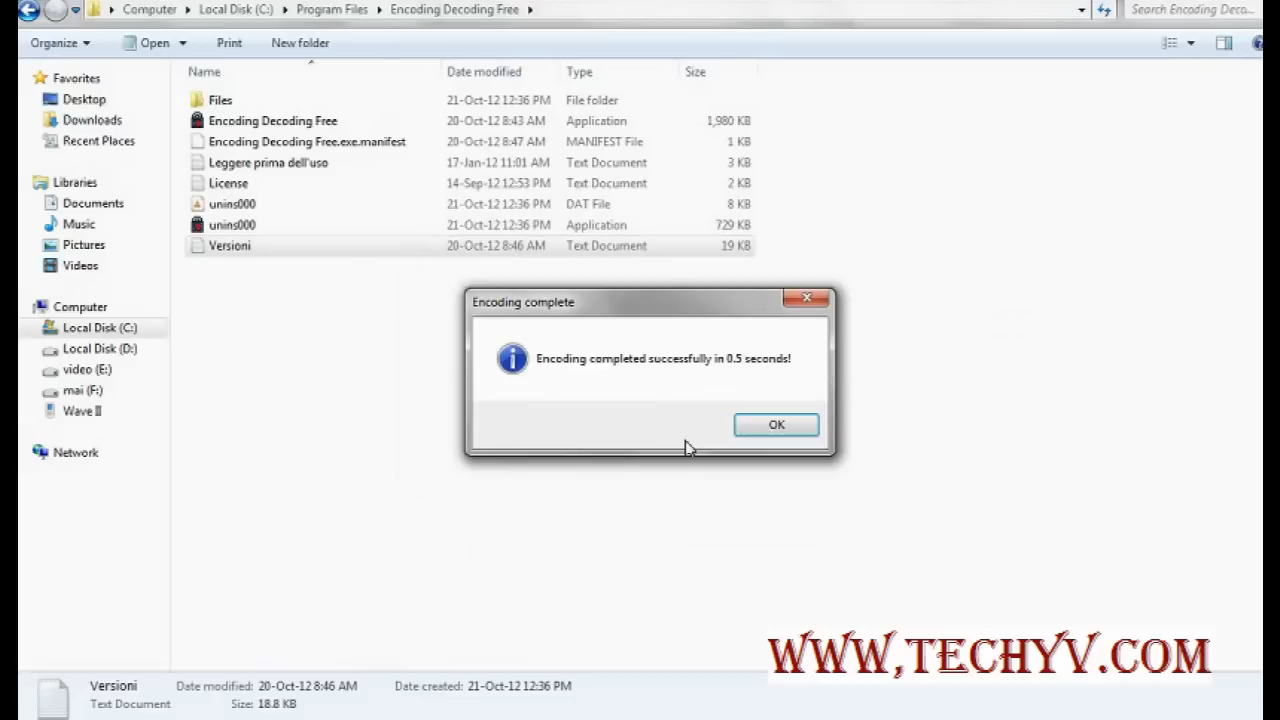 Computer Local Disk (C:) Program Files Encoding Decoding Free Search Encoding Deco...
Organize Open Print New folder
Favorites
Desktop
Downloads
Recent Places
Libraries
Documents
Music
Pictures
Videos
Computer
Local Disk (C:)
Local Disk (D:)
video (E:)
mai (F:)
Wave II
Network
Name Date modified Type Size
Files 21-Oct-12 12:36 PM File folder
Encoding Decoding Free 20-Oct-12 8:43 AM Application 1,980 KB
Encoding Decoding Free.exe.manifest 20-Oct-12 8:47 AM MANIFEST File 1 KB
Leggere prima dell'uso 17-Jan-12 11:01 AM Text Document 3 KB
License 14-Sep-12 12:53 PM Text Document 2 KB
unins000 21-Oct-12 12:36 PM DAT File 8 KB
unins000 21-Oct-12 12:36 PM Application 729 KB
Versioni 20-Oct-12 8:46 AM Text Document 19 KB
Encoding complete
Encoding completed successfully in 0.5 seconds!
OK
WWW,TECHYV.COM
Versioni Date modified: 20-Oct-12 8:46 AM Date created: 21-Oct-12 12:36 PM
Text Document Size: 18.8 KB